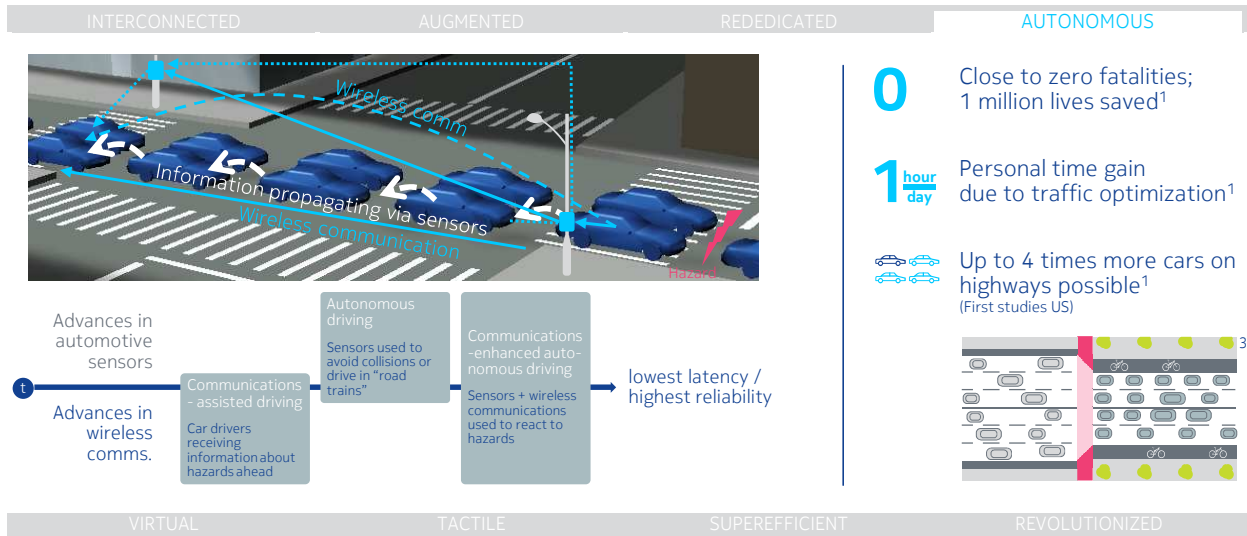 INTERCONNECTED
AUGMENTED
REDEDICATED
AUTONOMOUS
Wireless comm
Information propagating via sensors
Wireless communication
Hazard
Advances in
automotive
sensors
t
Advances in
wireless
comms.
Communications
- assisted driving
Car drivers
receiving
information about
hazards ahead
Autonomous
driving
Sensors used to
avoid collisions or
drive in “road
trains”
Communications
-enhanced auto-
nomous driving
Sensors + wireless
communications
used to react to
hazards
lowest latency /
highest reliability
0
Close to zero fatalities;
1 million lives saved1
1 hour
day
Personal time gain
due to traffic optimization1
Up to 4 times more cars on
highways possible1
(First studies US)
3
VIRTUAL
TACTILE
SUPEREFFICIENT
REVOLUTIONIZED